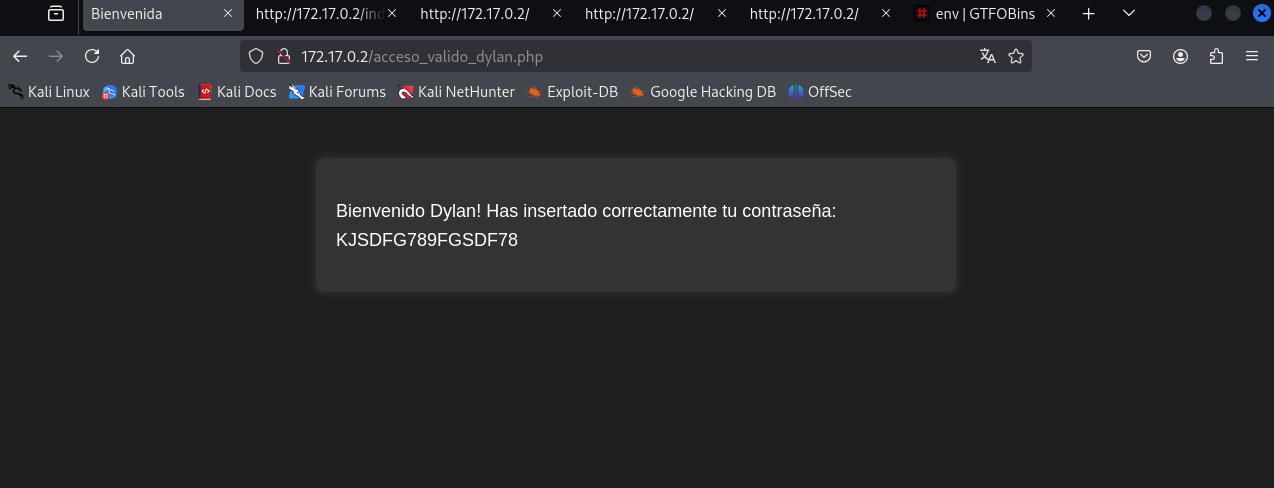 Bienvenida
http://172.17.0.2/ind
http://172.17.0.2/
http://172.17.0.2/
http://172.17.0.2/
env | GTFOBins
172.17.0.2/acceso_valido_dylan.php
Kali Linux
Kali Tools
Kali Docs
Kali Forums
Kali NetHunter
Exploit-DB
Google Hacking DB
OffSec
Bienvenido Dylan! Has insertado correctamente tu contraseña:
KJSDFG789FGSDF78